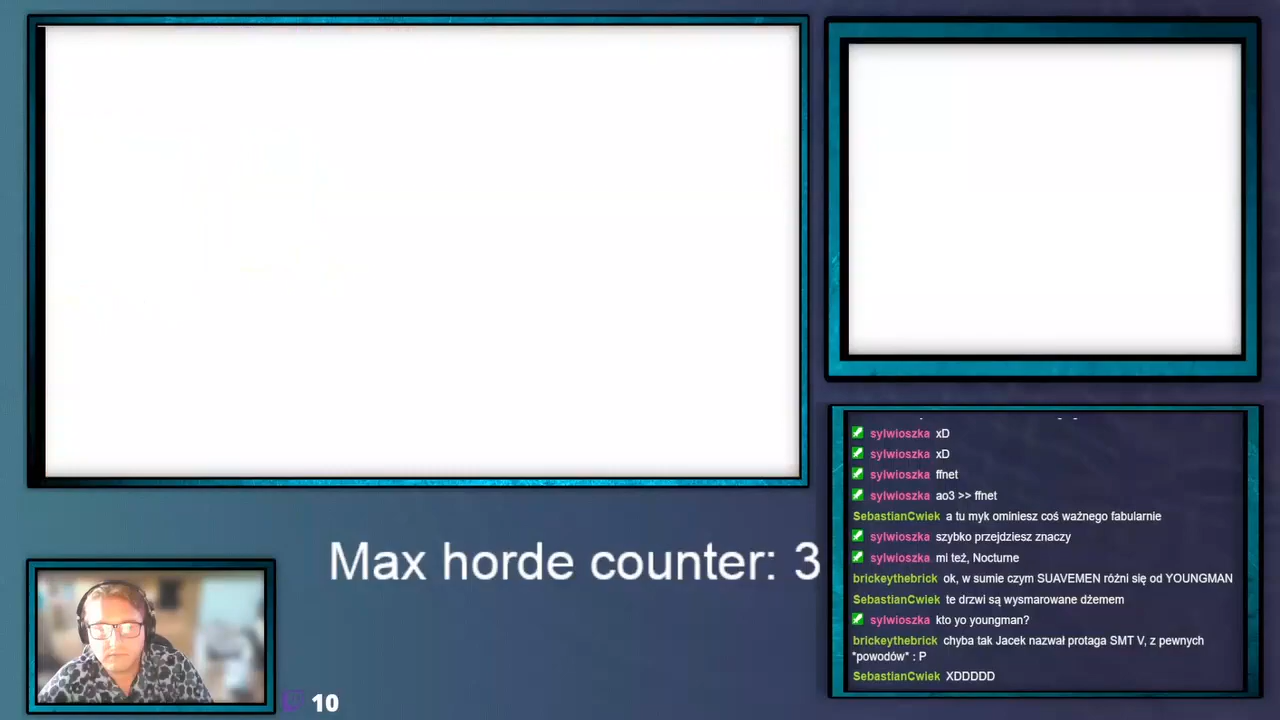 sylwioszka xD
sylwioszka xD
sylwioszka ffnet
sylwioszka ao3 >> ffnet
SebastianCwiek a tu myk ominiesz coś ważnego fabularnie
sylwioszka szybko przejdziesz znaczy
sylwioszka mi też, Nocturne
brickeythebrick ok, w sumie czym SUAVEMEN różni się od YOUNGMAN
SebastianCwiek te drzwi są wysmarowane dżemem
sylwioszka kto yo youngman?
brickeythebrick chyba tak Jacek nazwał protaga SMT V, z pewnych
*powodów* : P
SebastianCwiek XDDDDD
Max horde counter: 3
10